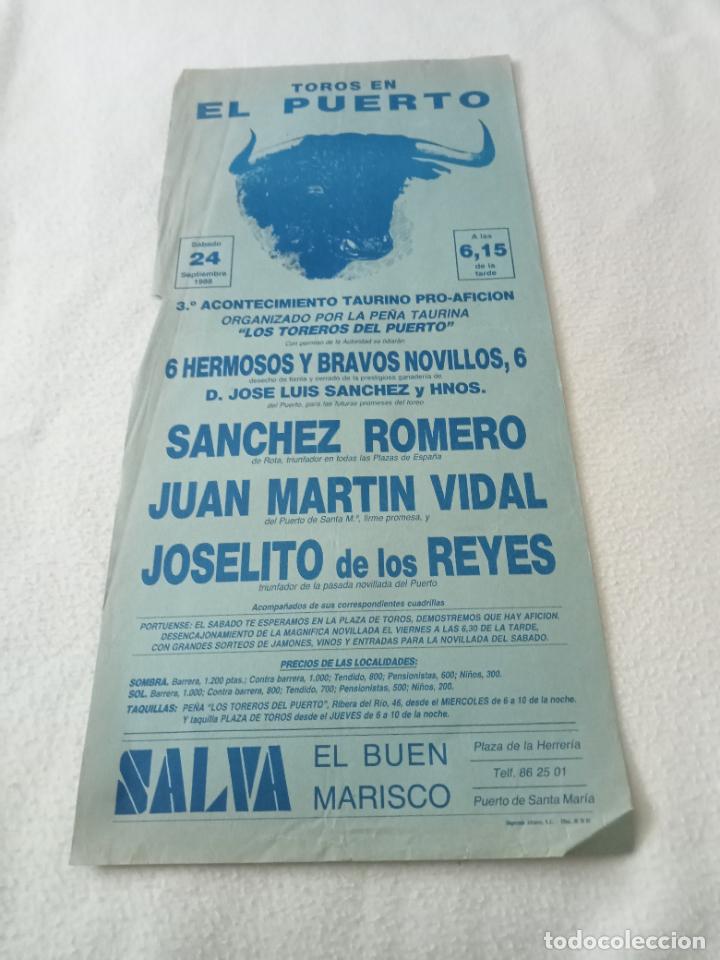 TOROS EN
EL PUERTO
Sábado
24
Septiembre
1988
A las
6,15
de la
tarde
3.º ACONTECIMIENTO TAURINO PRO-AFICION
ORGANIZADO POR LA PEÑA TAURINA
“LOS TOREROS DEL PUERTO”
Con permiso de la Autoridad se lidiarán
6 HERMOSOS Y BRAVOS NOVILLOS, 6
desecho de tienta y cerrado de la prestigiosa ganadería de
D. JOSE LUIS SANCHEZ y HNOS.
del Puerto, para las futuras promesas del toreo
SANCHEZ ROMERO
de Rota, triunfador en todas las Plazas de España
JUAN MARTIN VIDAL
del Puerto de Santa M.ª, firme promesa, y
JOSELITO de los REYES
triunfador de la pasada novillada del Puerto
Acompañados de sus correspondientes cuadrillas
PORTUENSE: EL SABADO TE ESPERAMOS EN LA PLAZA DE TOROS, DEMOSTREMOS QUE HAY AFICION.
DESENCAJONAMIENTO DE LA MAGNIFICA NOVILLADA EL VIERNES A LAS 6,30 DE LA TARDE,
CON GRANDES SORTEOS DE JAMONES, VINOS Y ENTRADAS PARA LA NOVILLADA DEL SABADO.
PRECIOS DE LAS LOCALIDADES:
SOMBRA. Barrera, 1.200 ptas.; Contra barrera, 1.000; Tendido, 800; Pensionistas, 600; Niños, 300.
SOL. Barrera, 1.000; Contra barrera, 800; Tendido, 700; Pensionistas, 500; Niños, 200.
TAQUILLAS: PEÑA “LOS TOREROS DEL PUERTO”, Ribera del Río, 46, desde el MIERCOLES de 6 a 10 de la noche.
Y taquilla PLAZA DE TOROS desde el JUEVES de 6 a 10 de la noche.
SALVA
EL BUEN
MARISCO
Plaza de la Herrería
Telf. 86 25 01
Puerto de Santa María
todocoleccion